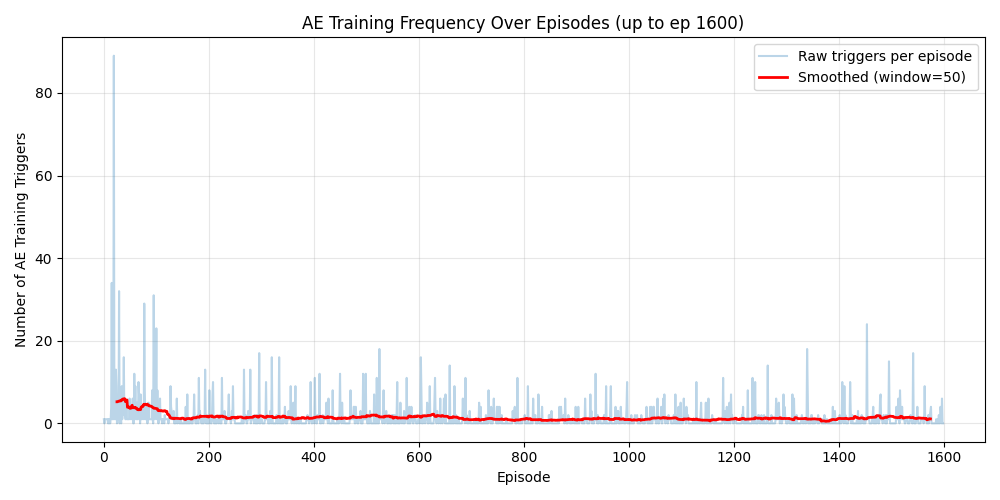 AE Training Frequency Over Episodes (up to ep 1600)
Raw triggers per episode
Smoothed (window=50)
Number of AE Training Triggers
80
60
40
20
0
0 200 400 600 800 1000 1200 1400 1600
Episode